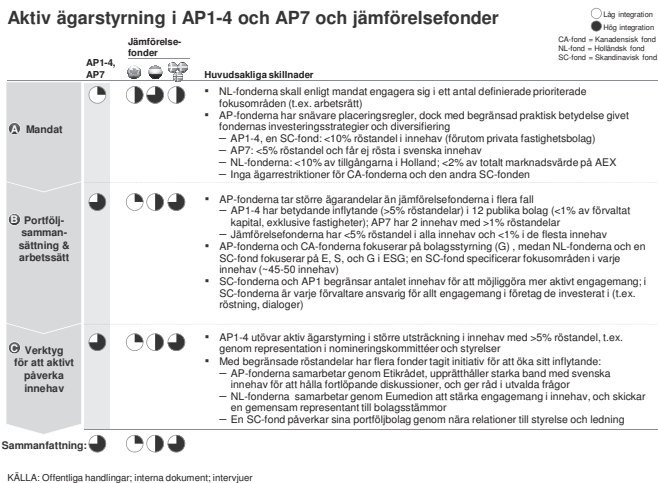 Aktiv ägarstyrning i AP1-4 och AP7 och jämförelsefonder
Låg integration
Hög integration
CA-fond = Kanadensisk fond
NL-fond = Holländsk fond
SC-fond = Skandinavisk fond
Jämförelse-
fonder
AP1-4,
AP7
Huvudsakliga skillnader
A Mandat
▪ NL-fonderna skall enligt mandat engagera sig i ett antal definierade prioriterade
fokusområden (t.ex. arbetsrätt)
▪ AP-fonderna har snävare placeringsregler, dock med begränsad praktisk betydelse givet
fondernas investeringsstrategier och diversifiering
– AP1-4, en SC-fond: <10% röstandel i innehav (förutom privata fastighetsbolag)
– AP7: <5% röstandel och får ej rösta i svenska innehav
– NL-fonderna: <10% av tillgångarna i Holland; <2% av totalt marknadsvärde på AEX
– Inga ägarrestriktioner för CA-fonderna och den andra SC-fonden
B Portfölj-
samman-
sättning &
arbetssätt
▪ AP-fonderna tar större ägarandelar än jämförelsefonderna i flera fall
– AP1-4 har betydande inflytande (>5% röstandelar) i 12 publika bolag (<1% av förvaltat
kapital, exklusive fastigheter); AP7 har 2 innehav med >1% röstandelar
– Jämförelsefonderna har <5% röstandel i alla innehav och <1% i de flesta innehav
▪ AP-fonderna och CA-fonderna fokuserar på bolagsstyrning (G) , medan NL-fonderna och en
SC-fond fokuserar på E, S, och G i ESG; en SC-fond specificerar fokusområden i varje
innehav (~45-50 innehav)
▪ SC-fonderna och AP1 begränsar antalet innehav för att möjliggöra mer aktivt engagemang; i
SC-fonderna är varje förvaltare ansvarig för allt engagemang i företag de investerat i (t.ex.
röstning, dialoger)
C Verktyg
för att aktivt
påverka
innehav
▪ AP1-4 utövar aktiv ägarstyrning i större utsträckning i innehav med >5% röstandel, t.ex.
genom representation i nomineringskommittéer och styrelser
▪ Med begränsade röstandelar har flera fonder tagit initiativ för att öka sitt inflytande:
– AP-fonderna samarbetar genom Etikrådet, upprätthåller starka band med svenska
innehav för att hålla fortlöpande diskussioner, och ger råd i utvalda frågor
– NL-fonderna samarbetar genom Eumedion att stärka engagemang i innehav, och skickar
en gemensam representant till bolagsstämmor
– En SC-fond påverkar sina portföljbolag genom nära relationer till styrelse och ledning
Sammanfattning:
KÄLLA: Offentliga handlingar; interna dokument; intervjuer